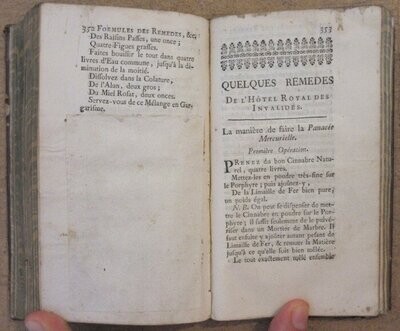 352 FORMULES DES REMEDES, &c.
Des Raisins Passés, une once;
Quatre Figues grasses.
Faites bouillir le tout dans quatre
livres d'Eau commune, jusqu'à la di-
minution de la moitié.
Dissolvez dans la Colature,
De l'Alan, deux gros;
Du Miel Rosat, deux onces.
Servez-vous de ce Mélange en Gar-
garisme.
353
QUELQUES REMEDES
DE L'HÔTEL ROYAL DES
INVALIDES.
La maniére de faire la Panacée
Mercurielle.
Premiére Opération.
PRENEZ du bon Cinnabre Natu-
rel, quatre livres.
Mettez-les en poudre très-fine sur
le Porphyre; puis ajoûtez-y.
De la Limaille de Fer bien pure;
un poids égal.
N. B. On peut se dispenser de met-
tre le Cinnabre en poudre sur le Por-
phyre; il suffit seulement de le pulvé-
riser dans un Mortier de Marbre. Il
faut ensuite y ajoûter autant pesant de
Limaille de Fer, & remuer la Matiére
jusqu'à ce qu'elle soit bien mêlée.
Le tout exactement mêlé ensemble